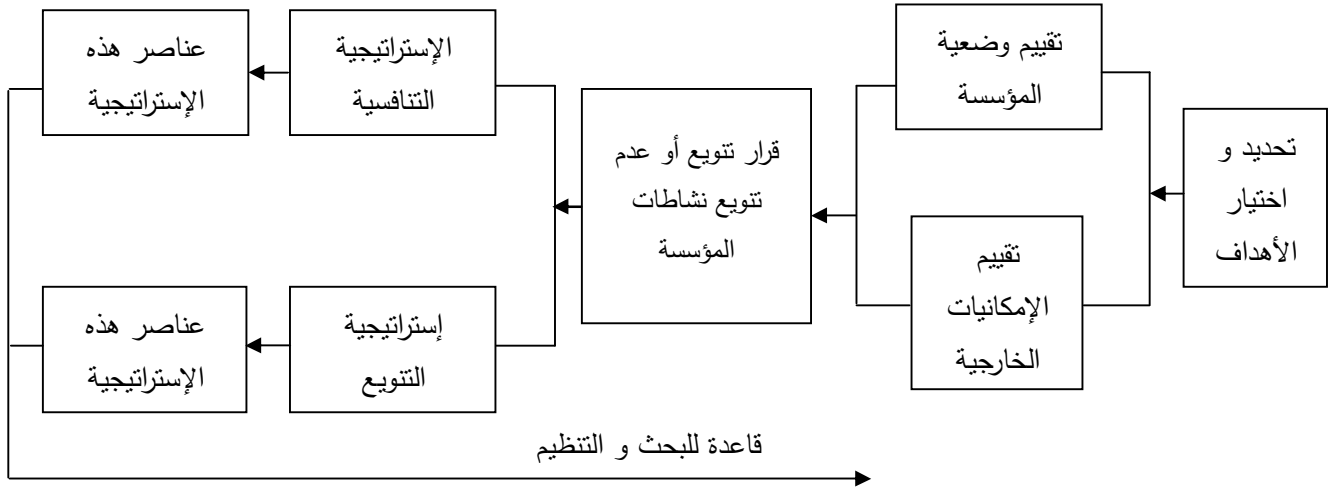 تحديد و
اختيار
الأهداف
تقييم وضعية
المؤسسة
تقييم
الإمكانيات
الخارجية
قرار تنويع أو عدم
تنويع نشاطات
المؤسسة
الإستراتيجية
التنافسية
عناصر هذه
الإستراتيجية
إستراتيجية
التنويع
عناصر هذه
الإستراتيجية
قاعدة للبحث و التنظيم